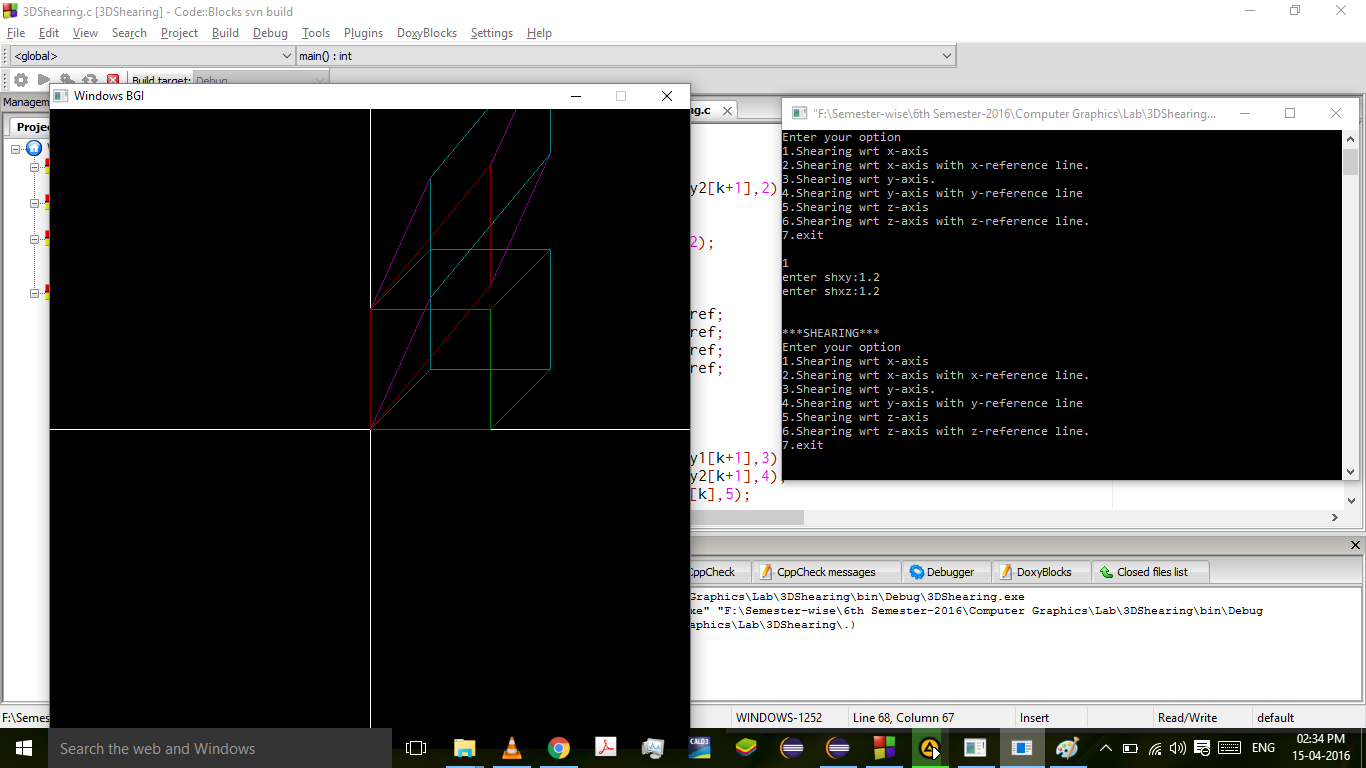 3DShearing.c [3DShearing] - Code::Blocks svn build
File Edit View Search Project Build Debug Tools Plugins DoxyBlocks Settings Help
<global> main() : int
Build target: Debug
Windows BGI
ng.c
y2[k+1],2)
2);
ref;
ref;
ref;
ref;
y1[k+1],3)
y2[k+1],4);
[k],5);
"F:\Semester-wise\6th Semester-2016\Computer Graphics\Lab\3DShearing...
Enter your option
1.Shearing wrt x-axis
2.Shearing wrt x-axis with x-reference line.
3.Shearing wrt y-axis.
4.Shearing wrt y-axis with y-reference line
5.Shearing wrt z-axis
6.Shearing wrt z-axis with z-reference line.
7.exit
1
enter shxy:1.2
enter shxz:1.2
***SHEARING***
Enter your option
1.Shearing wrt x-axis
2.Shearing wrt x-axis with x-reference line.
3.Shearing wrt y-axis.
4.Shearing wrt y-axis with y-reference line
5.Shearing wrt z-axis
6.Shearing wrt z-axis with z-reference line.
7.exit
CppCheck CppCheck messages Debugger DoxyBlocks Closed files list
Graphics\Lab\3DShearing\bin\Debug\3DShearing.exe
xe" "F:\Semester-wise\6th Semester-2016\Computer Graphics\Lab\3DShearing\bin\Debug
aphics\Lab\3DShearing\.)
F:\Semes WINDOWS-1252 Line 68, Column 67 Insert Read/Write default
Search the web and Windows
CALD3
ENG
02:34 PM
15-04-2016